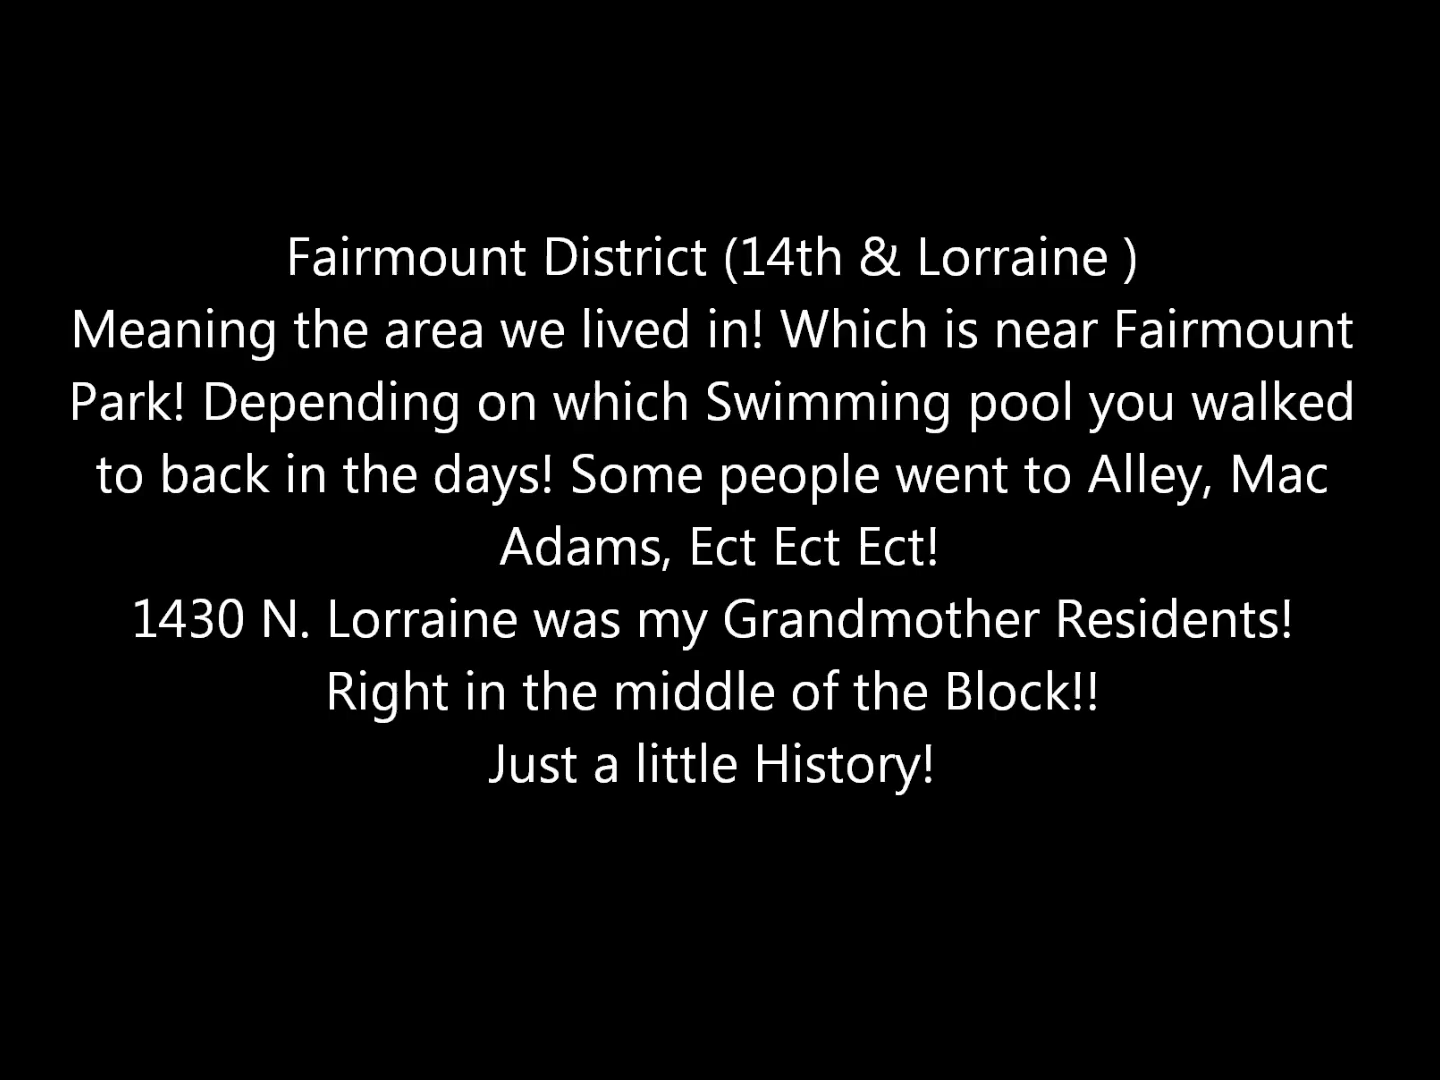 Fairmount District (14th & Lorraine )
Meaning the area we lived in! Which is near Fairmount
Park! Depending on which Swimming pool you walked
to back in the days! Some people went to Alley, Mac
Adams, Ect Ect Ect!
1430 N. Lorraine was my Grandmother Residents!
Right in the middle of the Block!!
Just a little History!